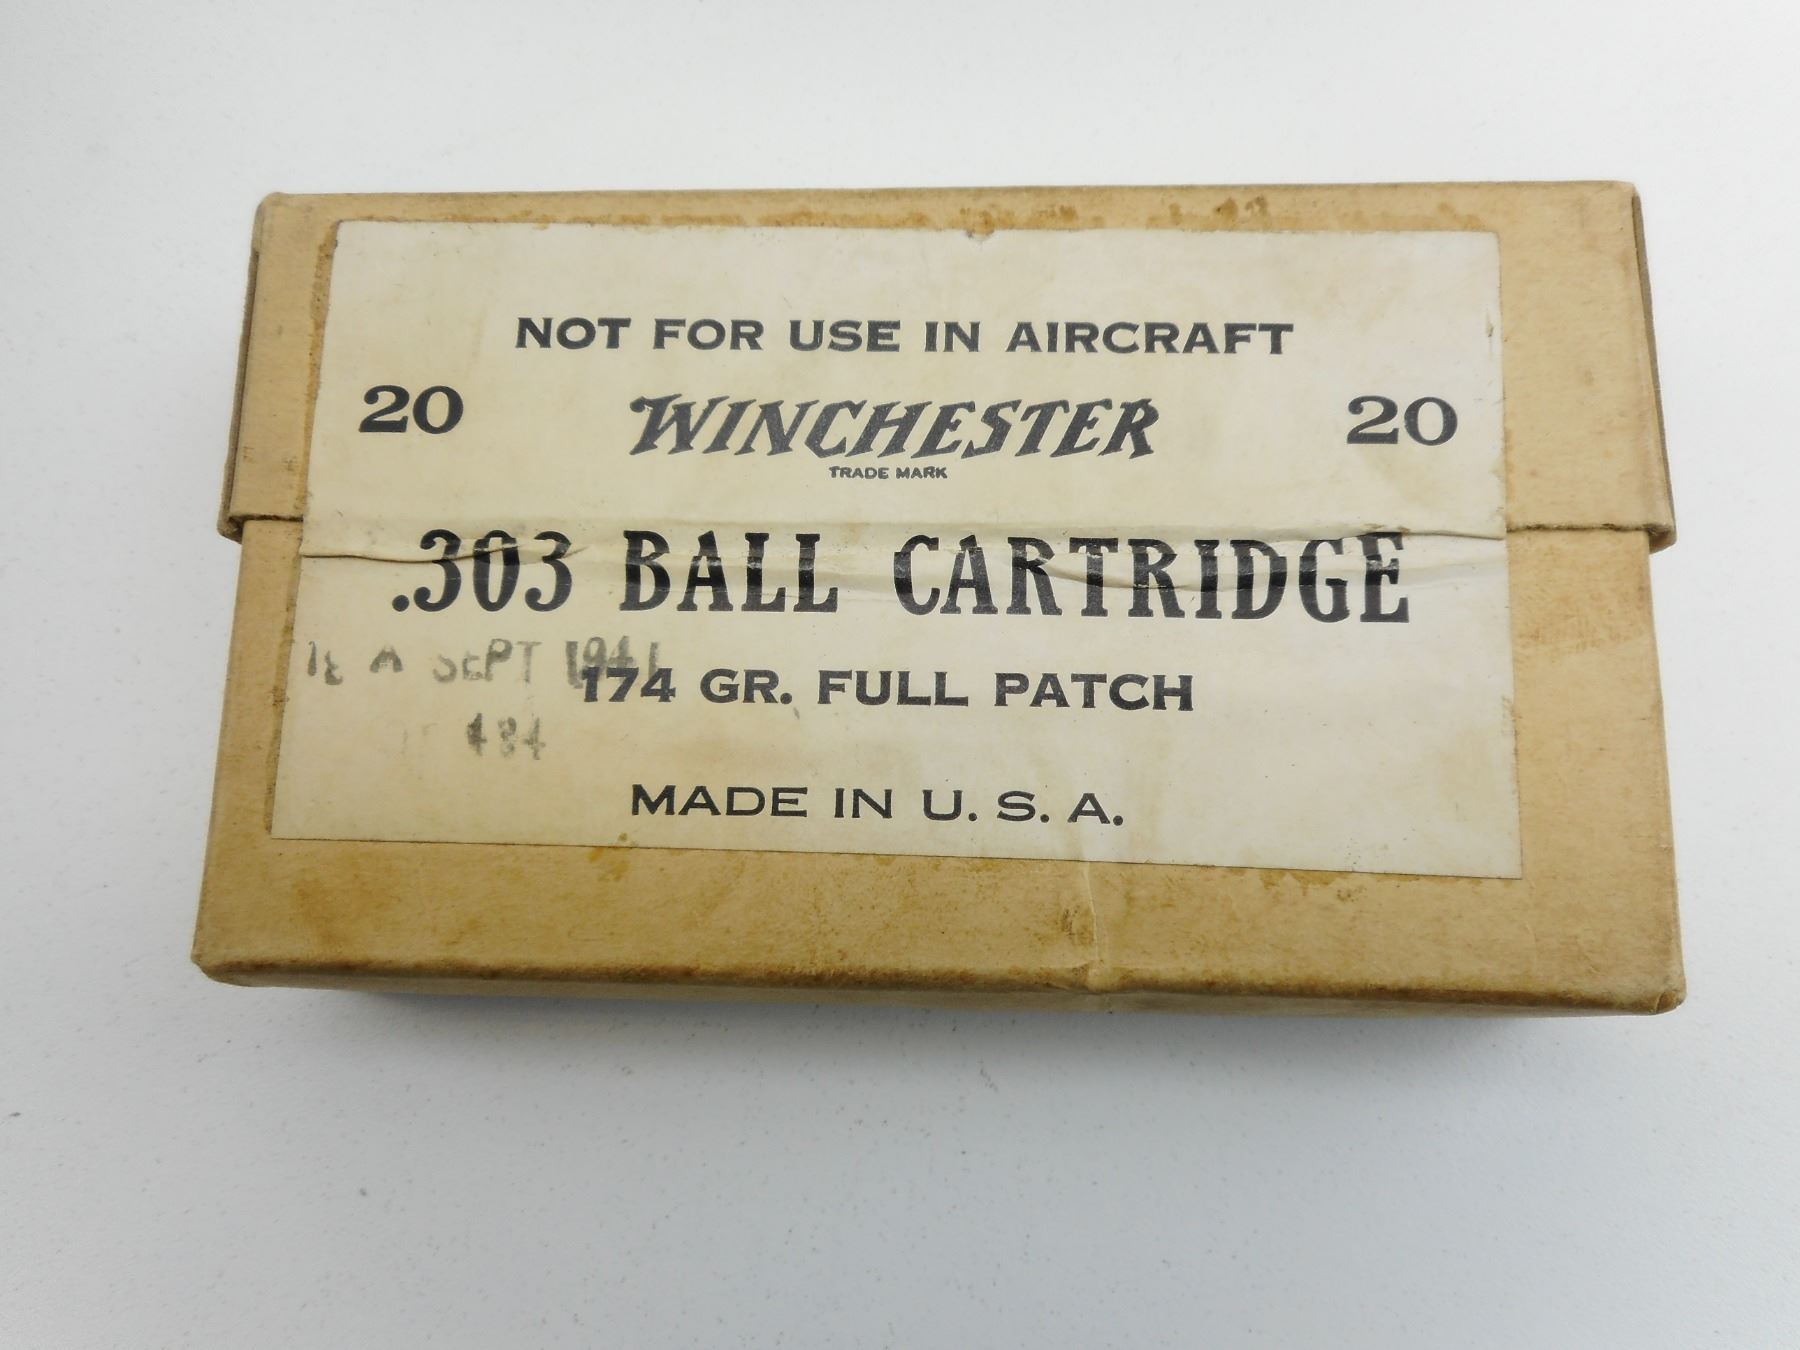 NOT FOR USE IN AIRCRAFT
20 WINCHESTER 20
TRADE MARK
.303 BALL CARTRIDGE
A SEPT 1941
174 GR. FULL PATCH
484
MADE IN U. S. A.